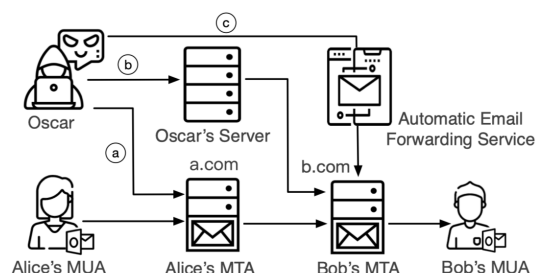 c
b
Oscar
Oscar's Server
Automatic Email
Forwarding Service
a
a.com
b.com
Alice's MUA
Alice's MTA
Bob's MTA
Bob's MUA